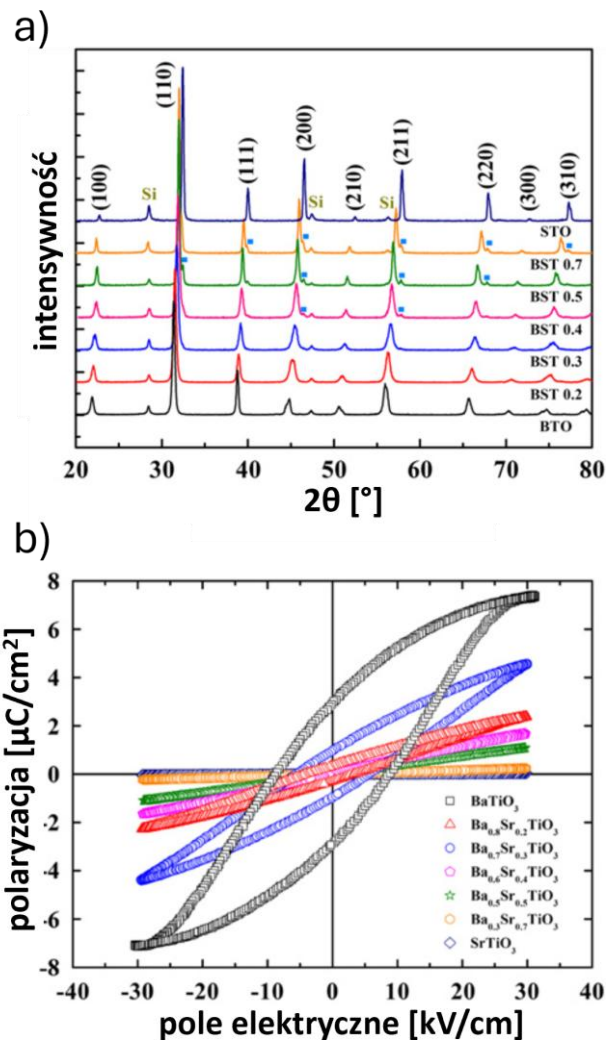 a)
intensywność
(100)
Si
(110)
(111)
(200)
Si
(210)
Si
(211)
(220)
(300)
(310)
STO
BST 0.7
BST 0.5
BST 0.4
BST 0.3
BST 0.2
BTO
20 30 40 50 60 70 80
2θ [°]
b)
polaryzacja [µC/cm²]
8
6
4
2
0
-2
-4
-6
-8
BaTiO₃
Ba₀.₈Sr₀.₂TiO₃
Ba₀.₇Sr₀.₃TiO₃
Ba₀.₆Sr₀.₄TiO₃
Ba₀.₅Sr₀.₅TiO₃
Ba₀.₃Sr₀.₇TiO₃
SrTiO₃
-40 -30 -20 -10 0 10 20 30 40
pole elektryczne [kV/cm]